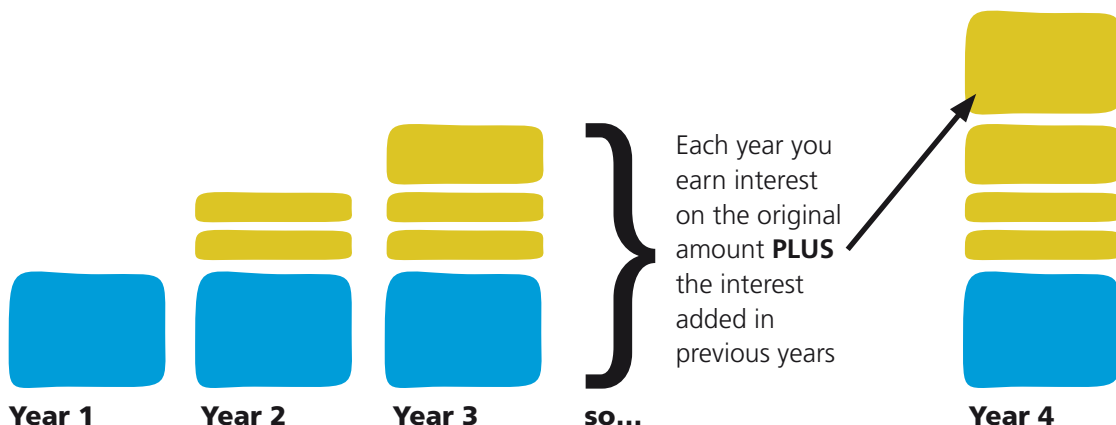 Each year you
earn interest
on the original
amount PLUS
the interest
added in
previous years
Year 1
Year 2
Year 3
so...
Year 4